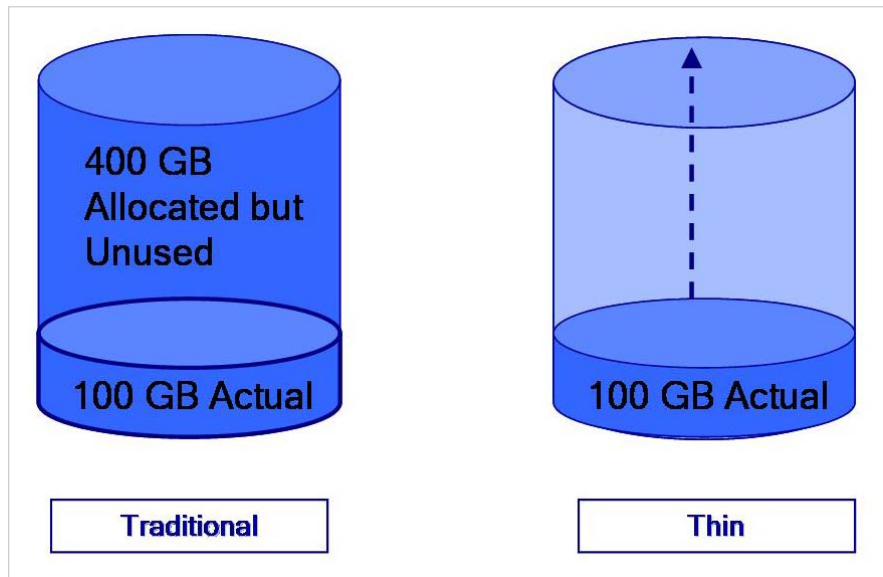 400 GB
Allocated but
Unused
100 GB Actual
Traditional
100 GB Actual
Thin